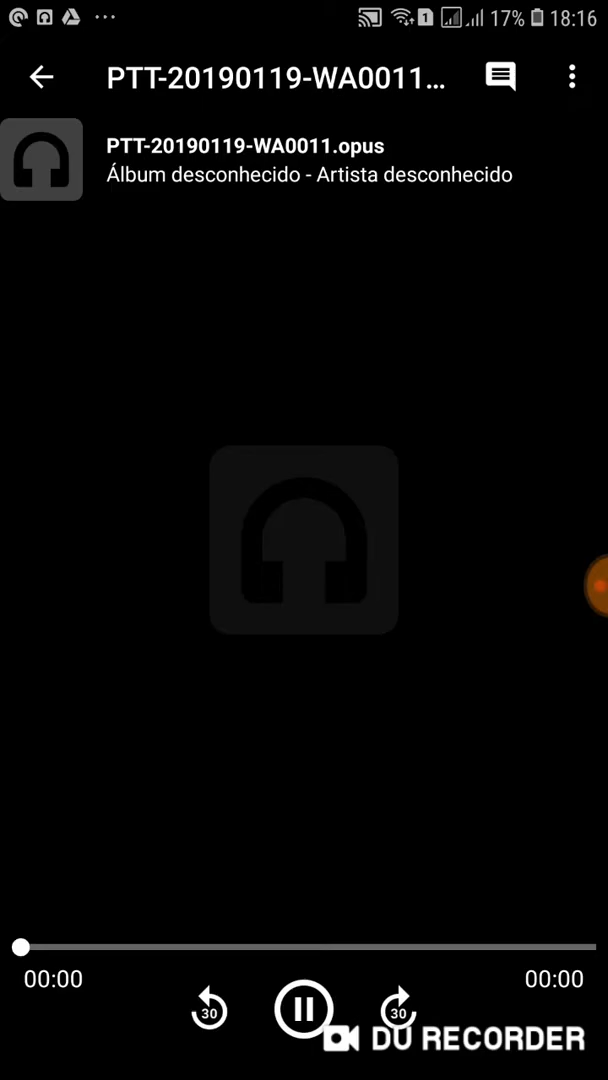 17% 18:16
PTT-20190119-WA0011...
PTT-20190119-WA0011.opus
Álbum desconhecido - Artista desconhecido
00:00 00:00
30 30
DU RECORDER